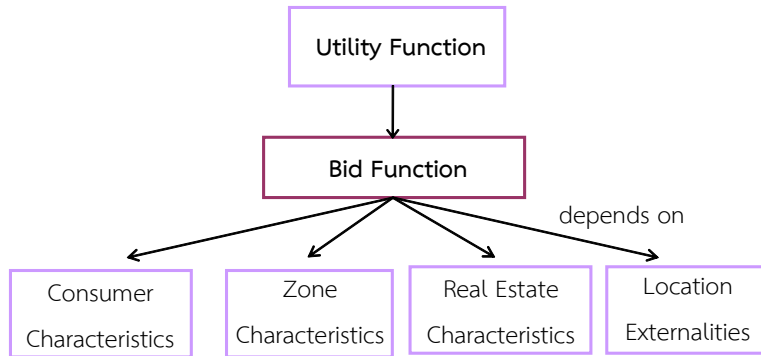 Utility Function
Bid Function
depends on
Consumer
Characteristics
Zone
Characteristics
Real Estate
Characteristics
Location
Externalities